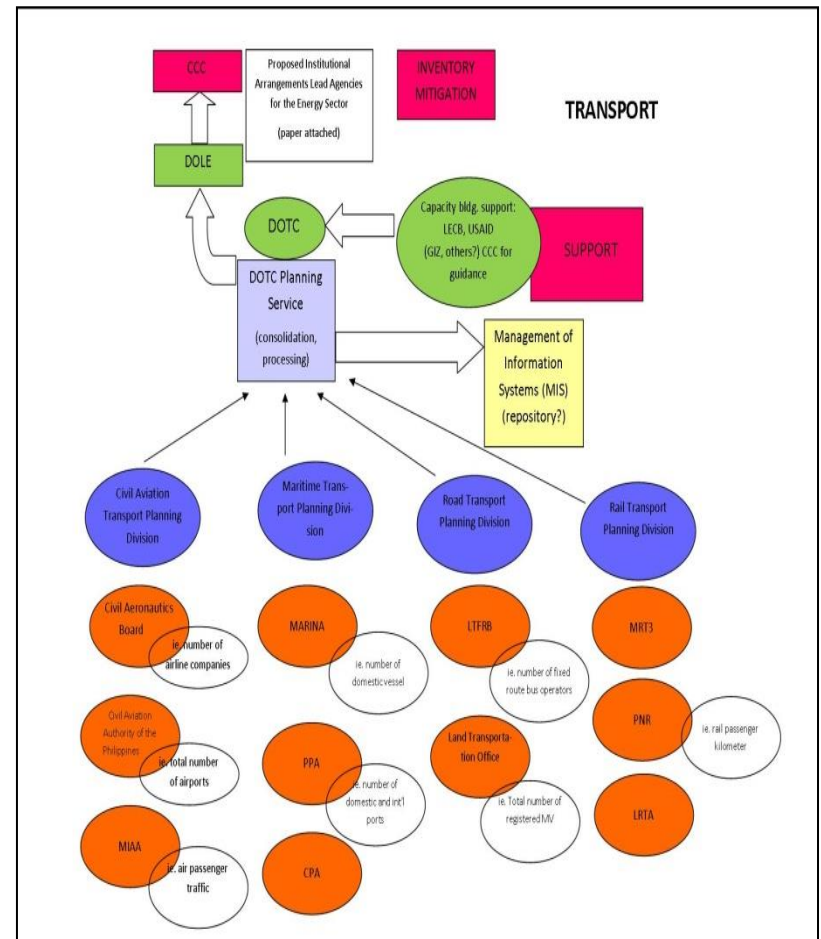 CCC
Proposed Institutional
Arrangements Lead Agencies
for the Energy Sector
(paper attached)
INVENTORY
MITIGATION
TRANSPORT
DOLE
DOTC
Capacity bldg. support:
LECB, USAID
(GIZ, others?) CCC for
guidance
SUPPORT
DOTC Planning
Service
(consolidation,
processing)
Management of
Information
Systems (MIS)
(repository?)
Civil Aviation
Transport Planning
Division
Maritime Trans-
port Planning Divi-
sion
Road Transport
Planning Division
Rail Transport
Planning Division
Civil Aeronautics
Board
ie. number of
airline companies
MARINA
ie. number of
domestic vessel
LTFRB
ie. number of fixed
route bus operators
MRT3
Civil Aviation
Authority of the
Philippines
ie. total number
of airports
PPA
ie. number of
domestic and int'l
ports
Land Transporta-
tion Office
ie. Total number of
registered MV
PNR
ie. rail passenger
kilometer
MIAA
ie. air passenger
traffic
CPA
LRTA